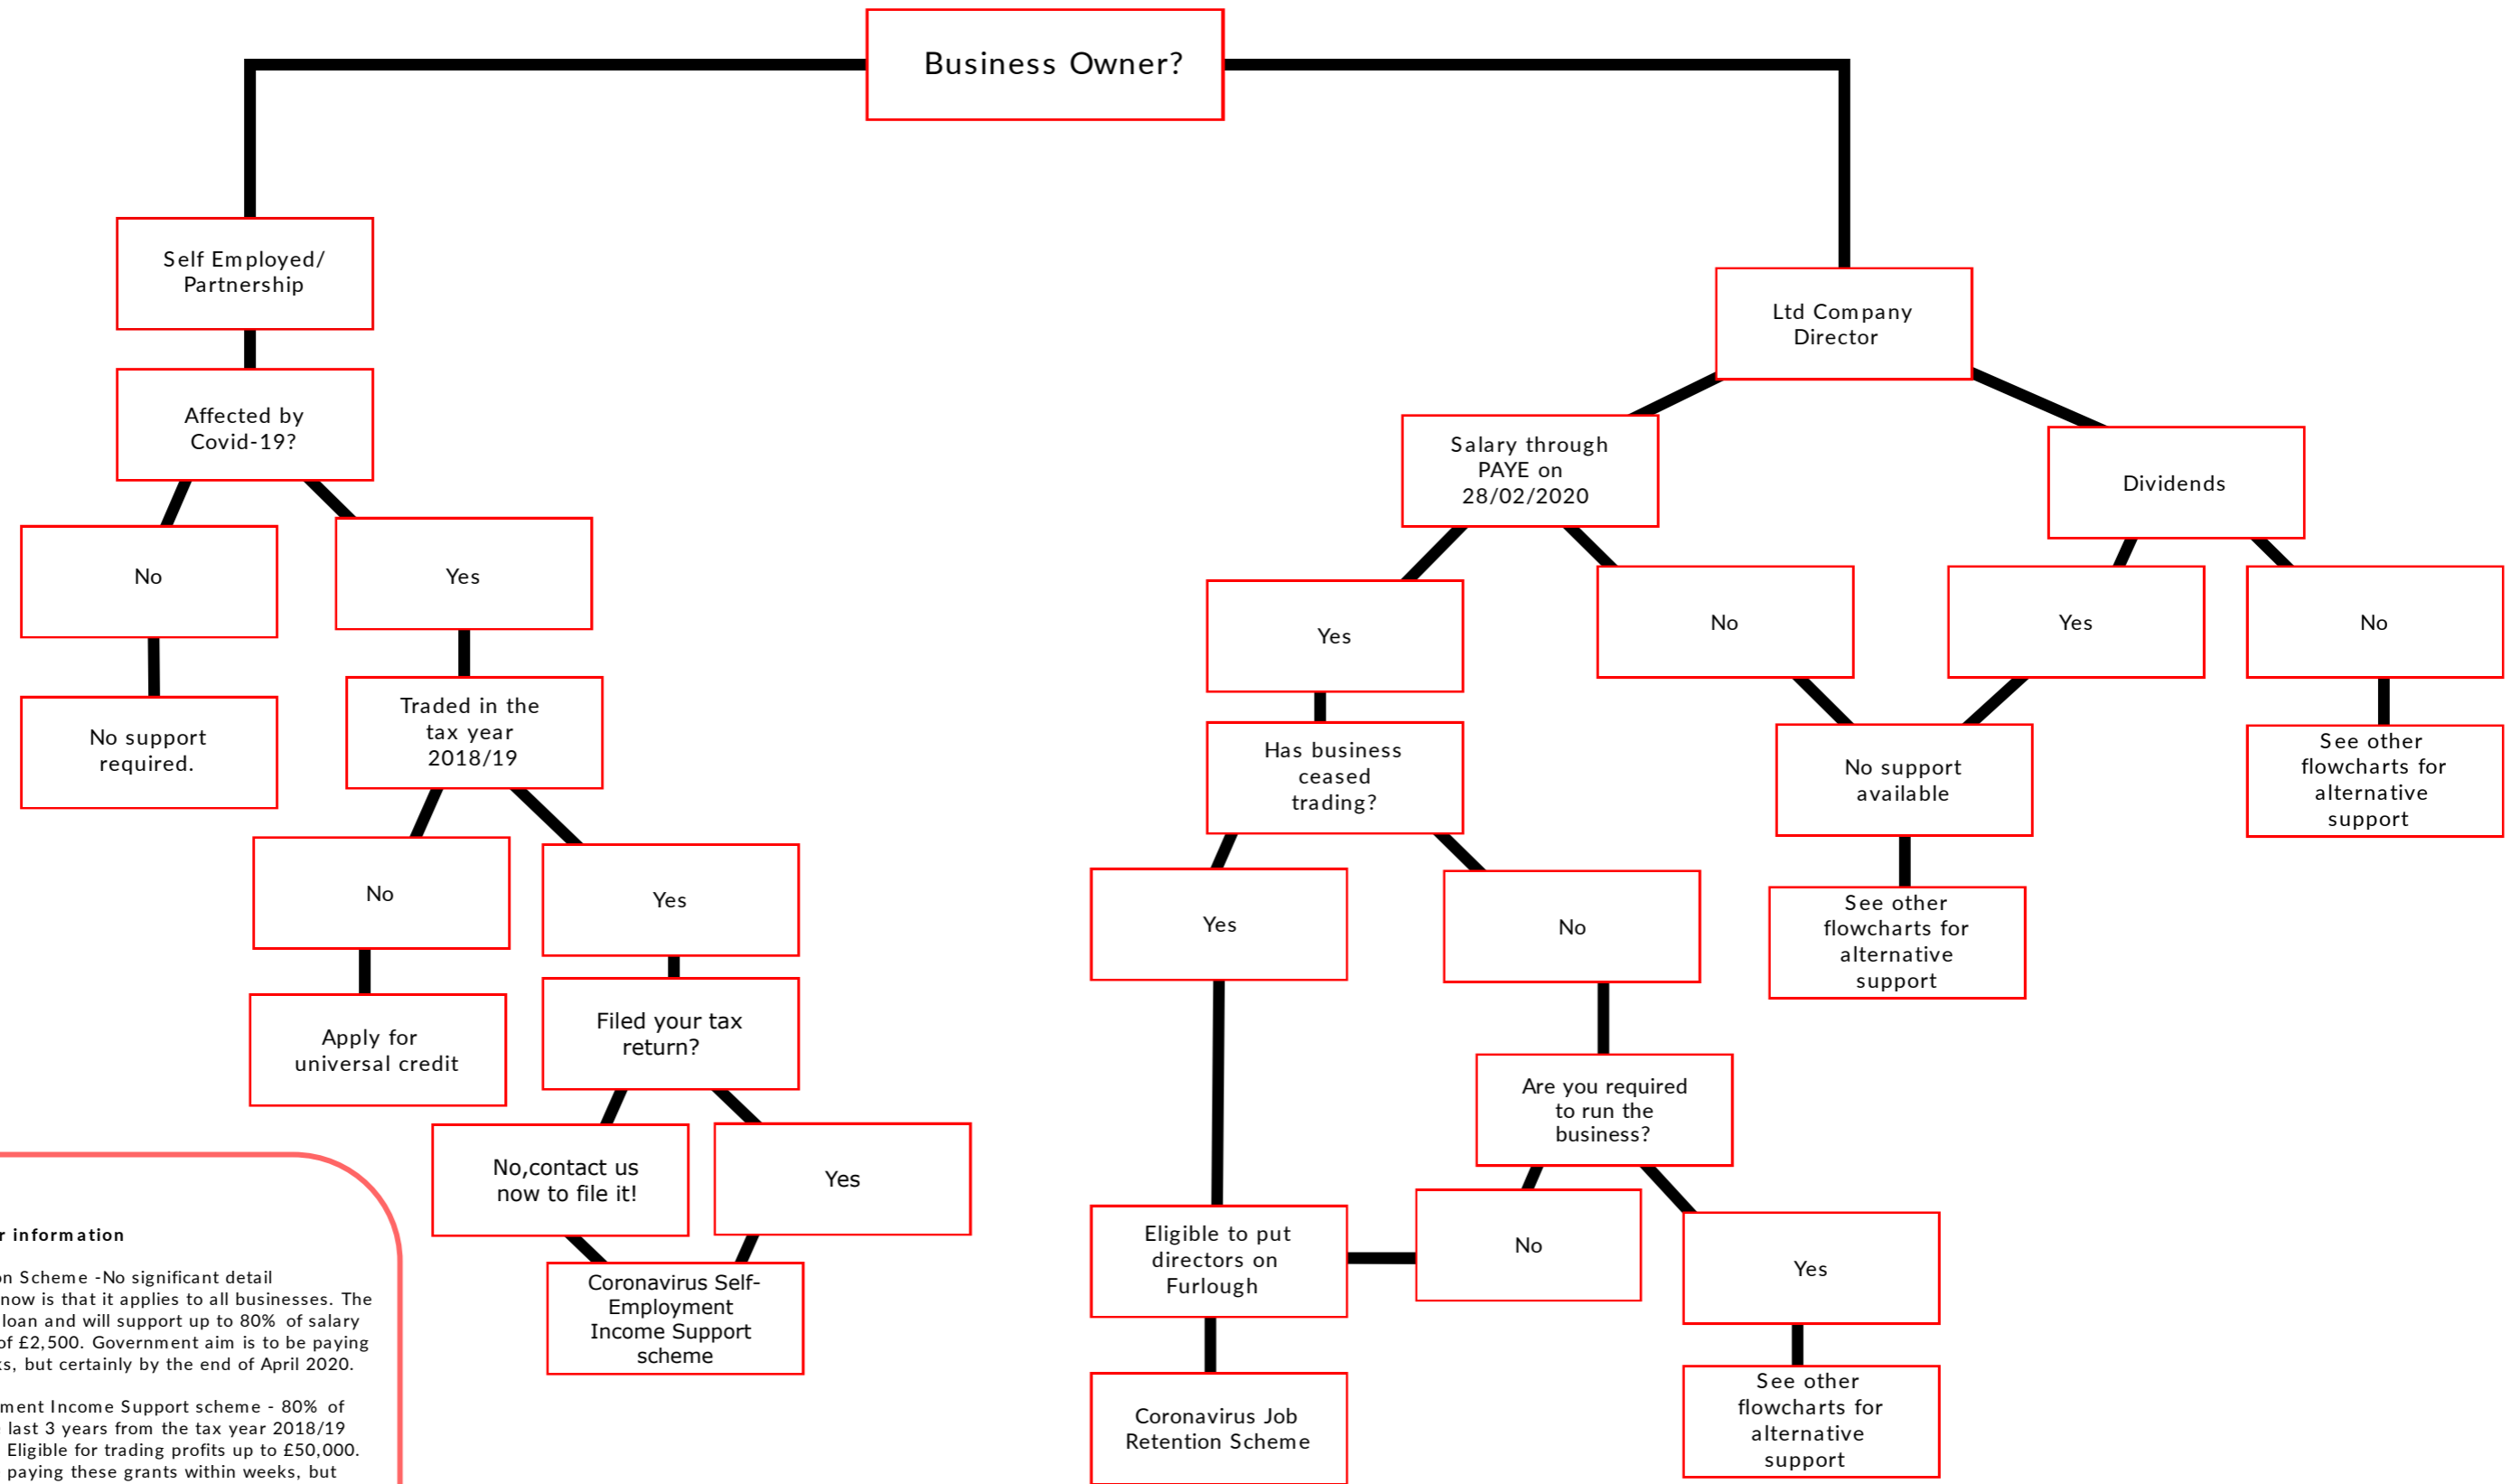 Business Owner?
Self Employed/
Partnership
Ltd Company
Director
Affected by
Covid-19?
Salary through
PAYE on
28/02/2020
Dividends
No
Yes
Yes
No
Yes
No
No support
required.
Traded in the
tax year
2018/19
Has business
ceased
trading?
No support
available
See other
flowcharts for
alternative
support
No
Yes
Yes
No
See other
flowcharts for
alternative
support
Apply for
universal credit
Filed your tax
return?
Are you required
to run the
business?
No,contact us
now to file it!
Yes
Eligible to put
directors on
Furlough
No
Yes
Coronavirus Self-
Employment
Income Support
scheme
Coronavirus Job
Retention Scheme
See other
flowcharts for
alternative
support
r information
on Scheme -No significant detail
now is that it applies to all businesses. The
loan and will support up to 80% of salary
of £2,500. Government aim is to be paying
ks, but certainly by the end of April 2020.
ment Income Support scheme - 80% of
last 3 years from the tax year 2018/19
Eligible for trading profits up to £50,000.
paying these grants within weeks, but